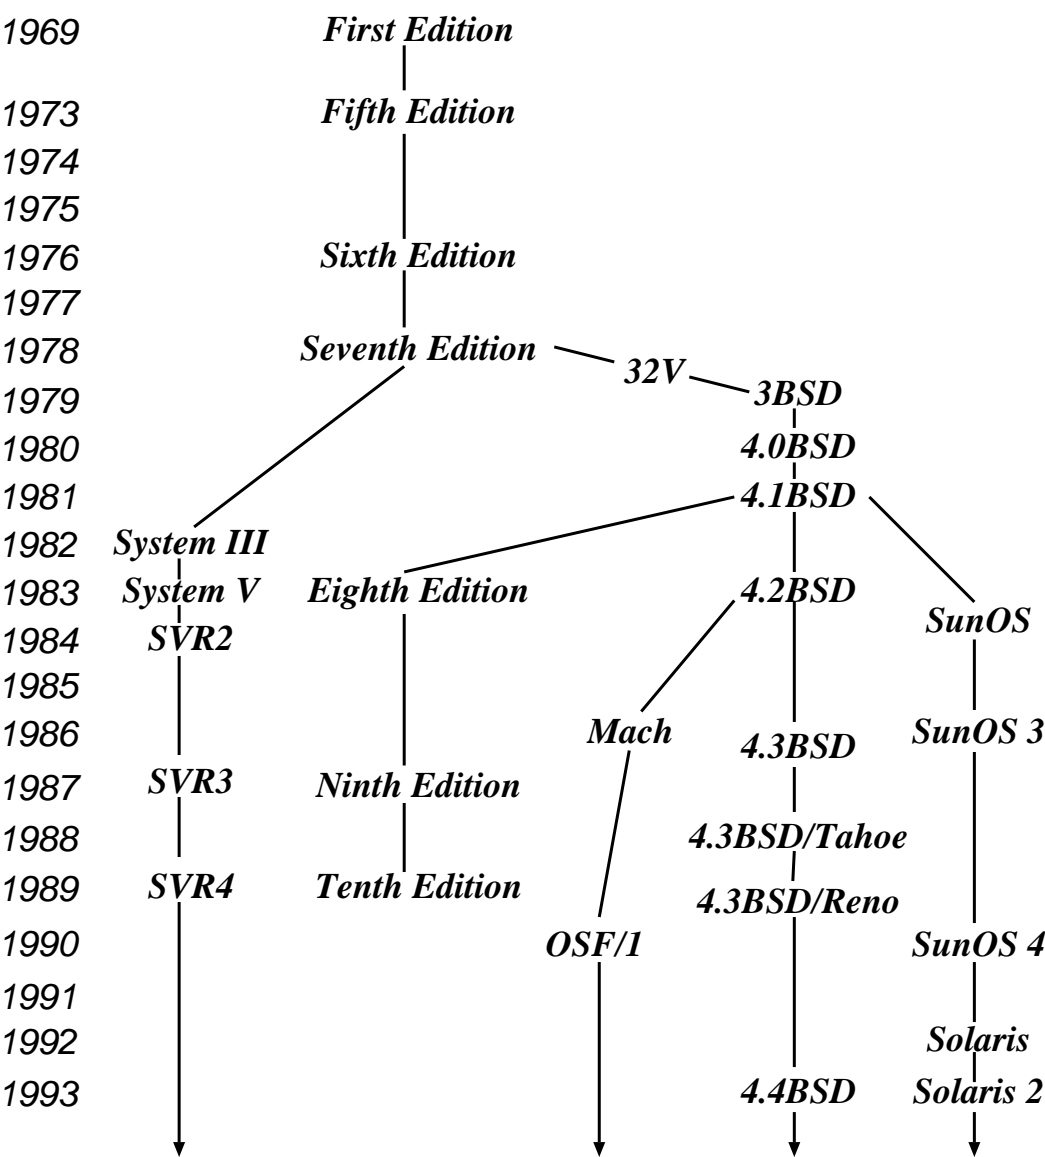 1969 First Edition
1973 Fifth Edition
1974
1975
1976 Sixth Edition
1977
1978 Seventh Edition
32V
1979 3BSD
1980 4.0BSD
1981 4.1BSD
1982 System III
1983 System V Eighth Edition 4.2BSD
SunOS
1984 SVR2
1985
1986 Mach 4.3BSD SunOS 3
1987 SVR3 Ninth Edition
1988 4.3BSD/Tahoe
1989 SVR4 Tenth Edition 4.3BSD/Reno
1990 OSF/1 SunOS 4
1991
1992 Solaris
1993 4.4BSD Solaris 2